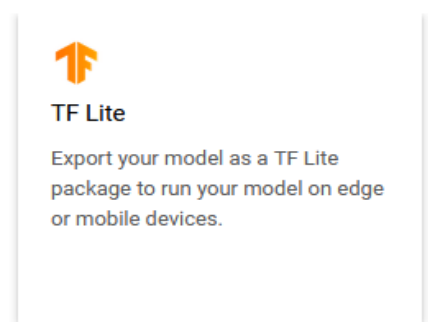 TF Lite
Export your model as a TF Lite
package to run your model on edge
or mobile devices.